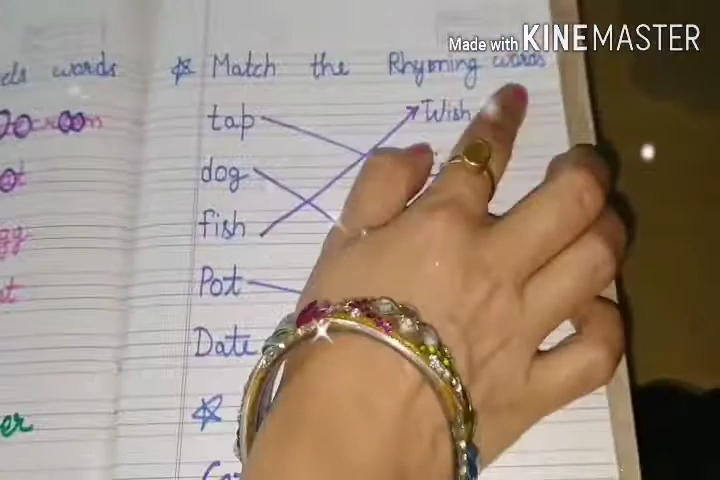 Made with KINEMASTER
words
☆ Match the Rhyming words
tap
Wish
dog
fish
Pot
Date
☆